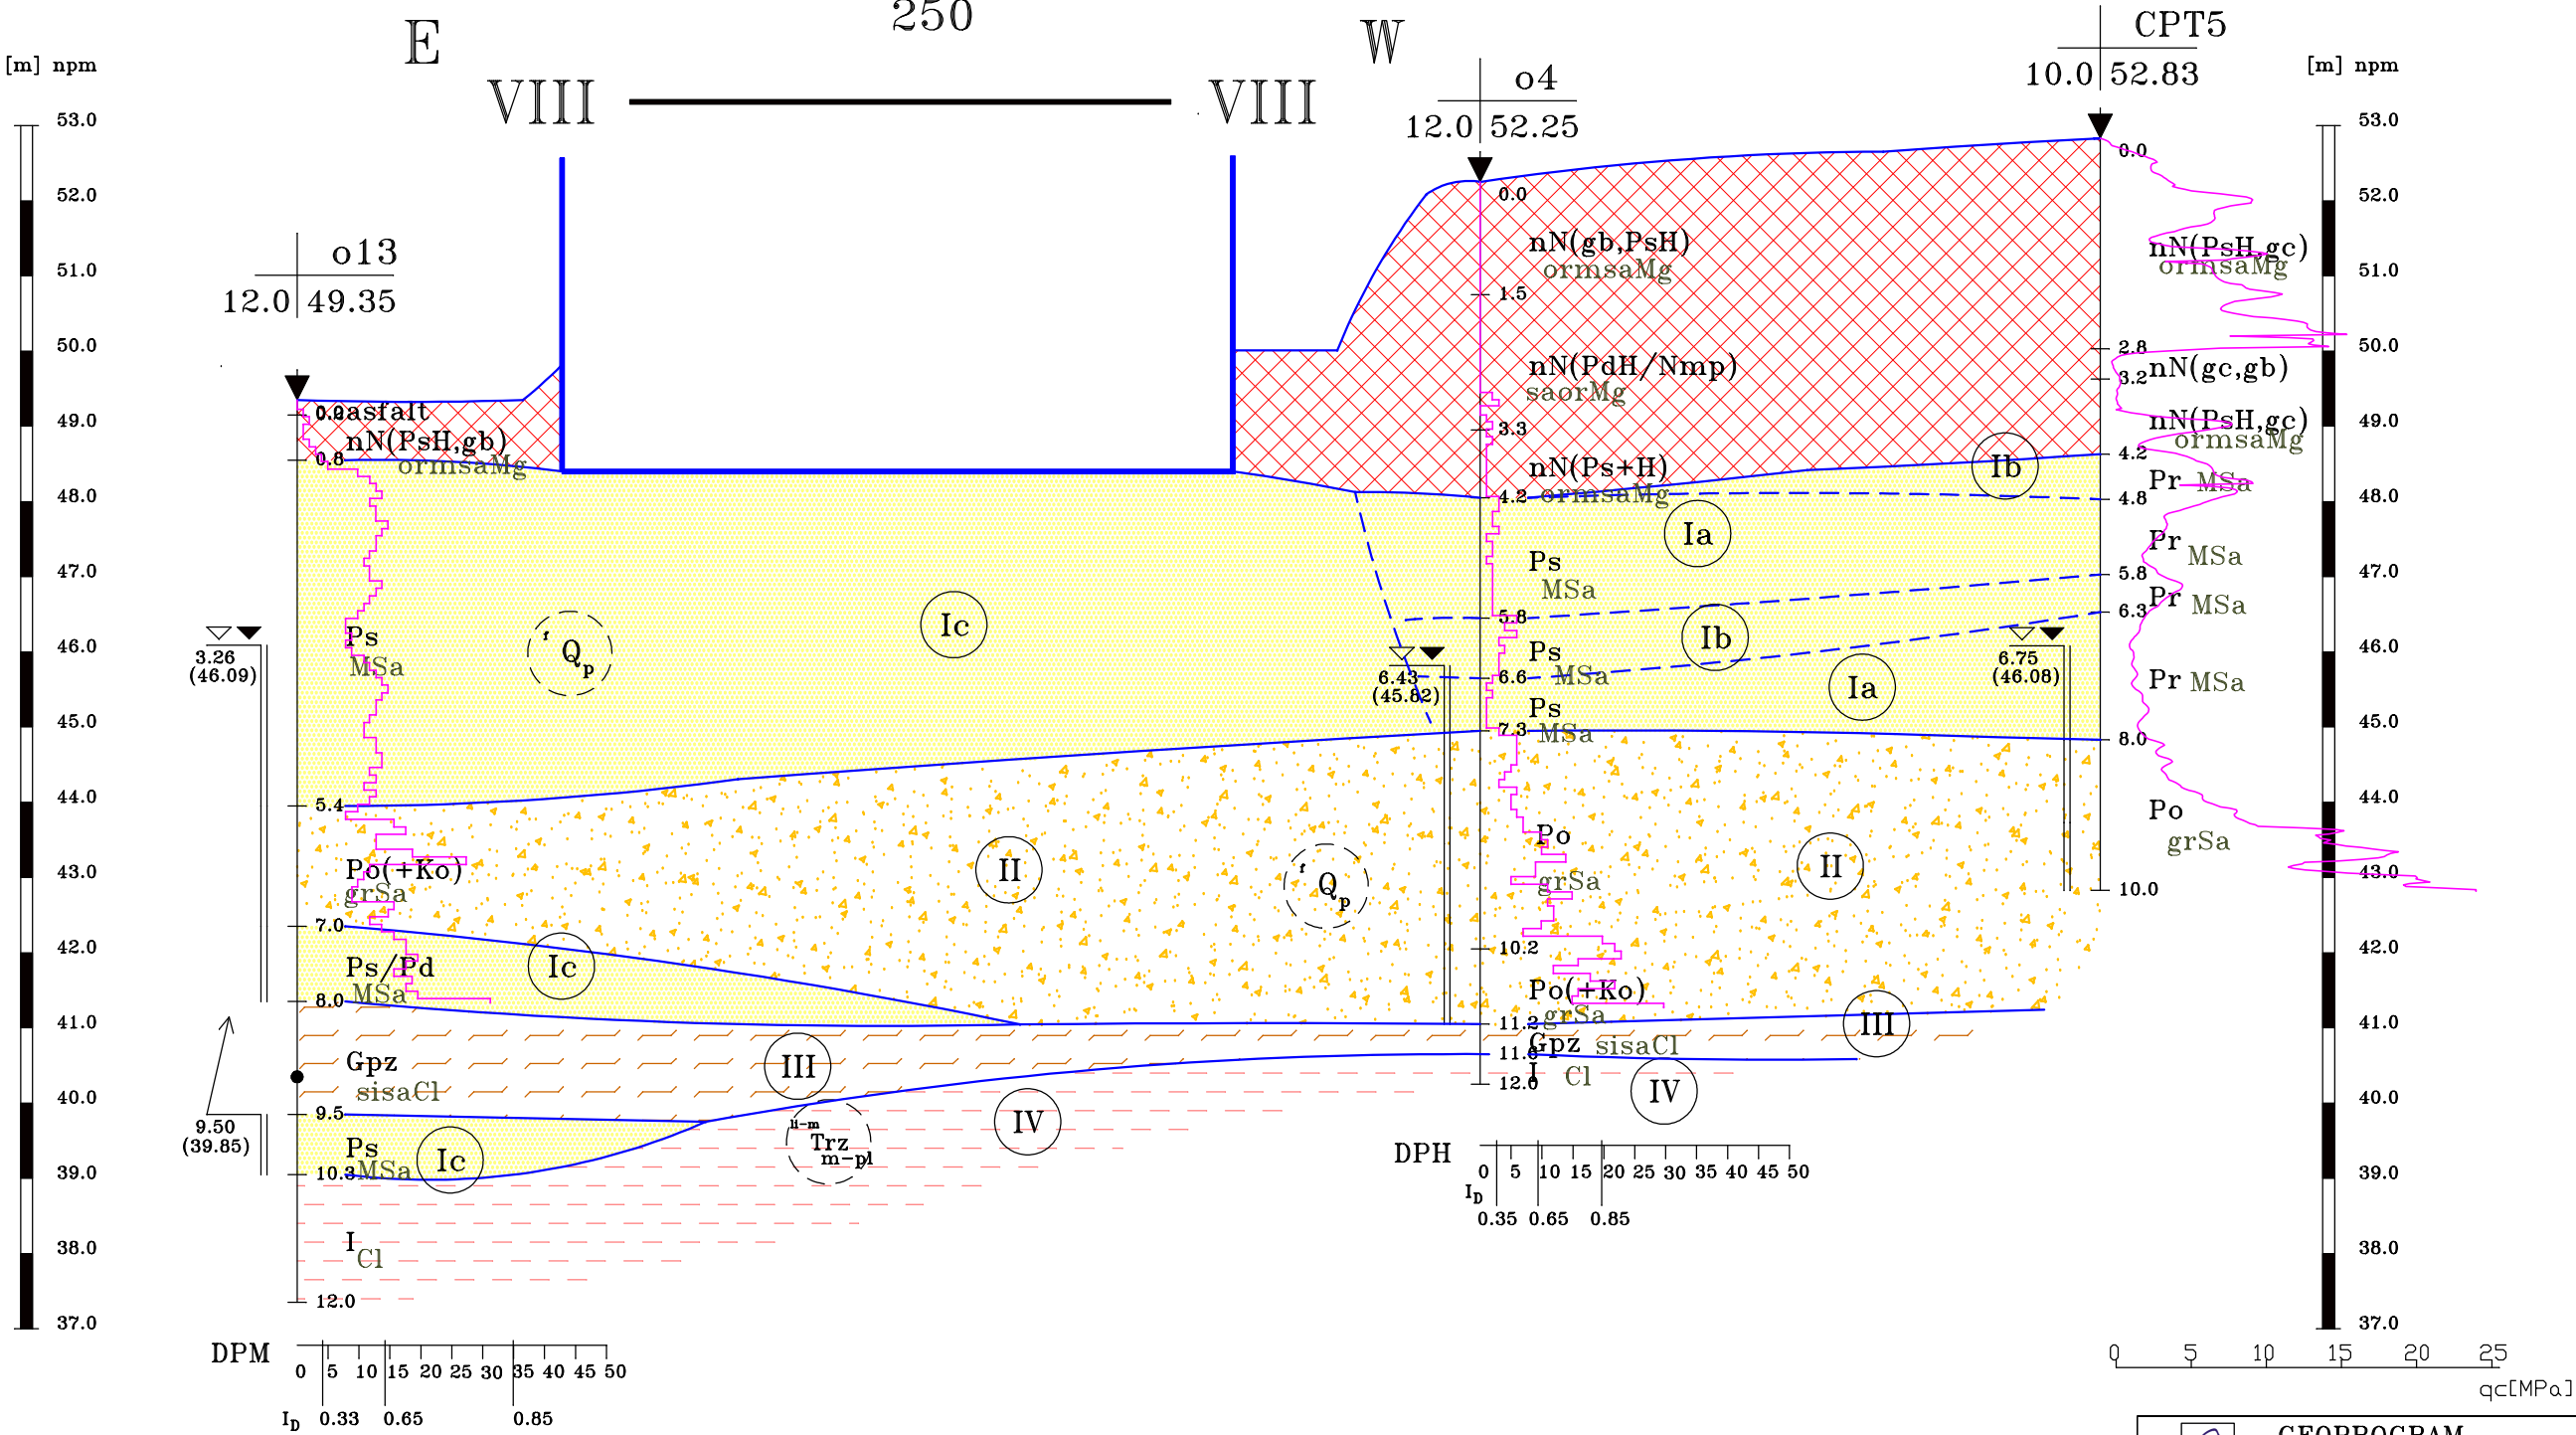 250
E
W
VIII
VIII
CPT5
10.0 52.83
o4
12.0 52.25
o13
12.0 49.35
[m] npm
53.0
52.0
51.0
50.0
49.0
48.0
47.0
46.0
45.0
44.0
43.0
42.0
41.0
40.0
39.0
38.0
37.0
asfalt
nN(PsH,gb)
ormsaMg
0.8
Ps
MSa
5.4
Po(+Ko)
grSa
7.0
Ps/Pd
MSa
8.0
Gpz
sisaCl
9.5
Ps
MSa
10.3
I
Cl
12.0
3.26
(46.09)
9.50
(39.85)
f Qp
Ic
II
Ic
III
Ic
IV
li-m
Trz
m-pl
f Qp
0.0
nN(gb,PsH)
ormsaMg
1.5
nN(PdH/Nmp)
saorMg
3.3
nN(Ps+H)
4.2 ormsaMg
Ps
MSa
5.8
Ps
6.6 MSa
Ps
7.3 MSa
Po
grSa
10.2
Po(+Ko)
grSa
11.2
Gpz sisaCl
11.6
I Cl
12.0
6.43
(45.82)
Ib
Ia
Ib
Ia
II
III
IV
6.75
(46.08)
0.0
nN(PsH,gc)
ormsaMg
2.8
nN(gc,gb)
3.2
nN(PsH,gc)
ormsaMg
4.2
Pr MSa
4.8
Pr MSa
5.8
Pr MSa
6.3
Pr MSa
8.0
Po
grSa
10.0
[m] npm
53.0
52.0
51.0
50.0
49.0
48.0
47.0
46.0
45.0
44.0
43.0
42.0
41.0
40.0
39.0
38.0
37.0
DPH
0 5 10 15 20 25 30 35 40 45 50
ID
0.35 0.65 0.85
DPM
0 5 10 15 20 25 30 35 40 45 50
ID 0.33 0.65 0.85
0 5 10 15 20 25
qc[MPa]